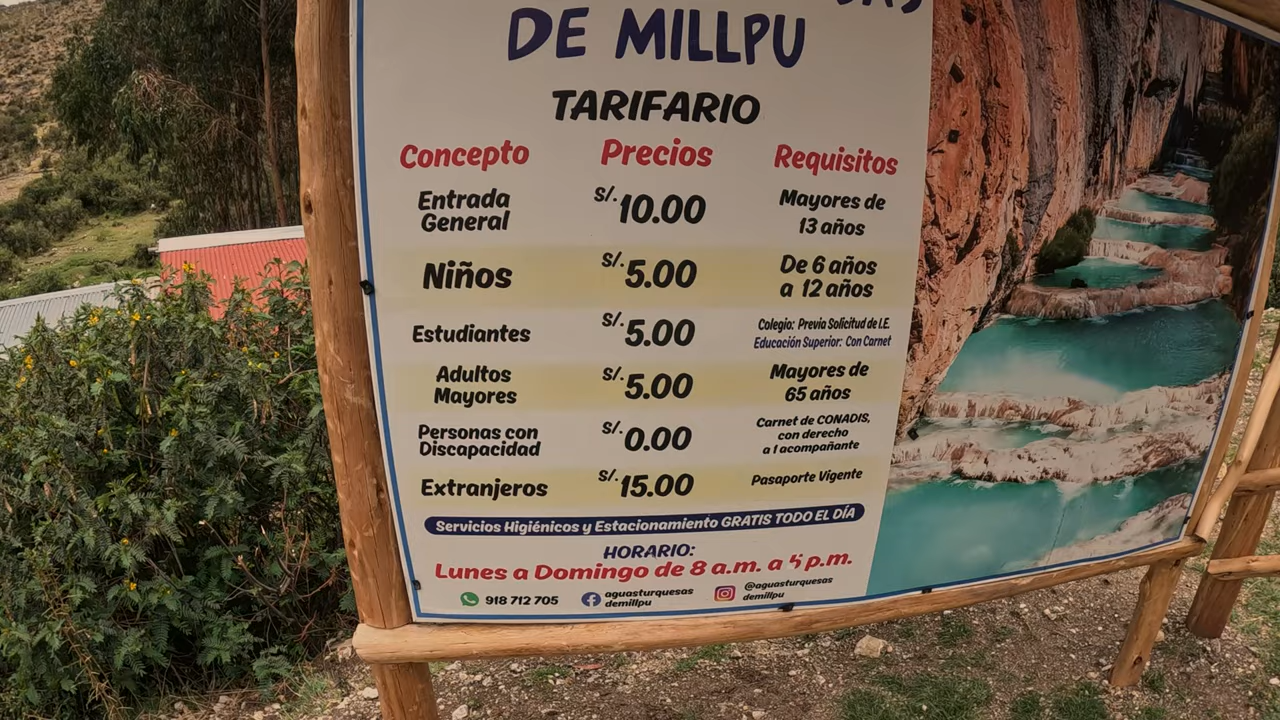 DE MILLPU
TARIFARIO
Concepto Precios Requisitos
Entrada General S/. 10.00 Mayores de 13 años
Niños S/. 5.00 De 6 años a 12 años
Estudiantes S/. 5.00 Colegio: Previa Solicitud de I.E. Educación Superior: Con Carnet
Adultos Mayores S/. 5.00 Mayores de 65 años
Personas con Discapacidad S/. 0.00 Carnet de CONADIS, con derecho a l acompañante
Extranjeros S/. 15.00 Pasaporte Vigente
Servicios Higiénicos y Estacionamiento GRATIS TODO EL DÍA
HORARIO:
Lunes a Domingo de 8 a.m. a 5 p.m.
918 712 705 aguasturquesas demillpu @aguasturquesas demillpu